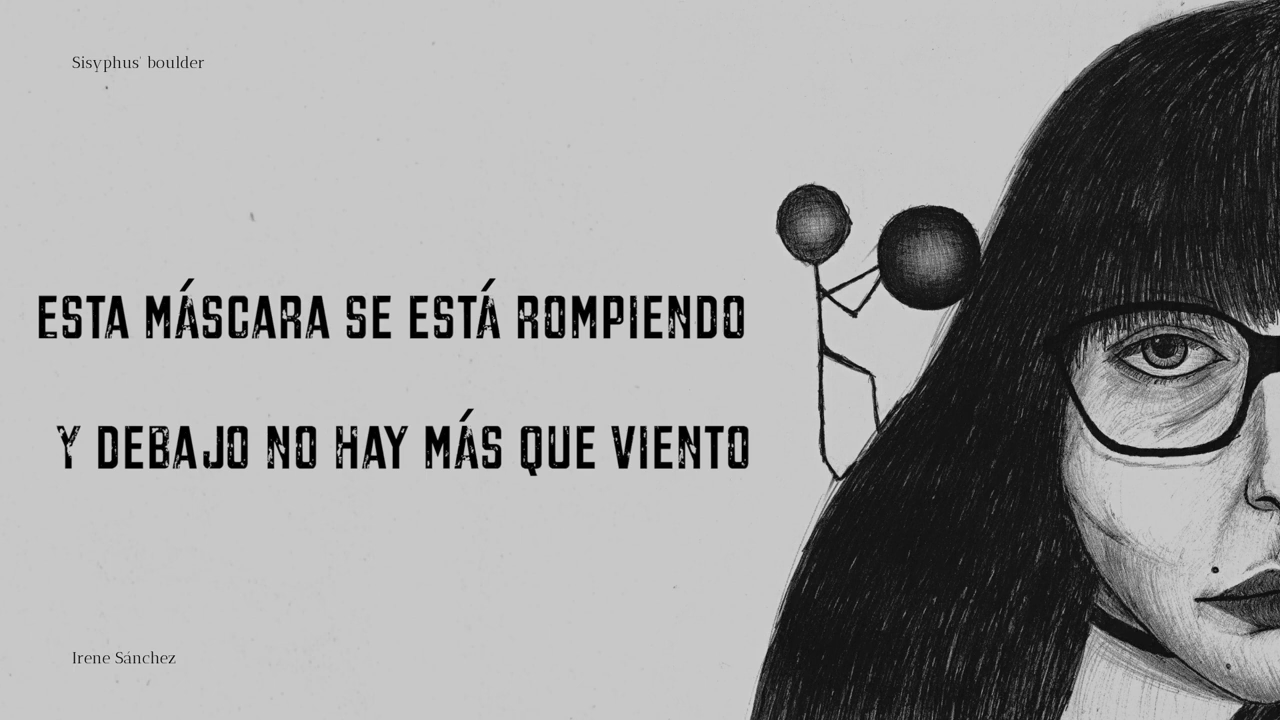 Sisyphus' boulder
ESTA MÁSCARA SE ESTÁ ROMPIENDO
Y DEBAJO NO HAY MÁS QUE VIENTO
Irene Sánchez